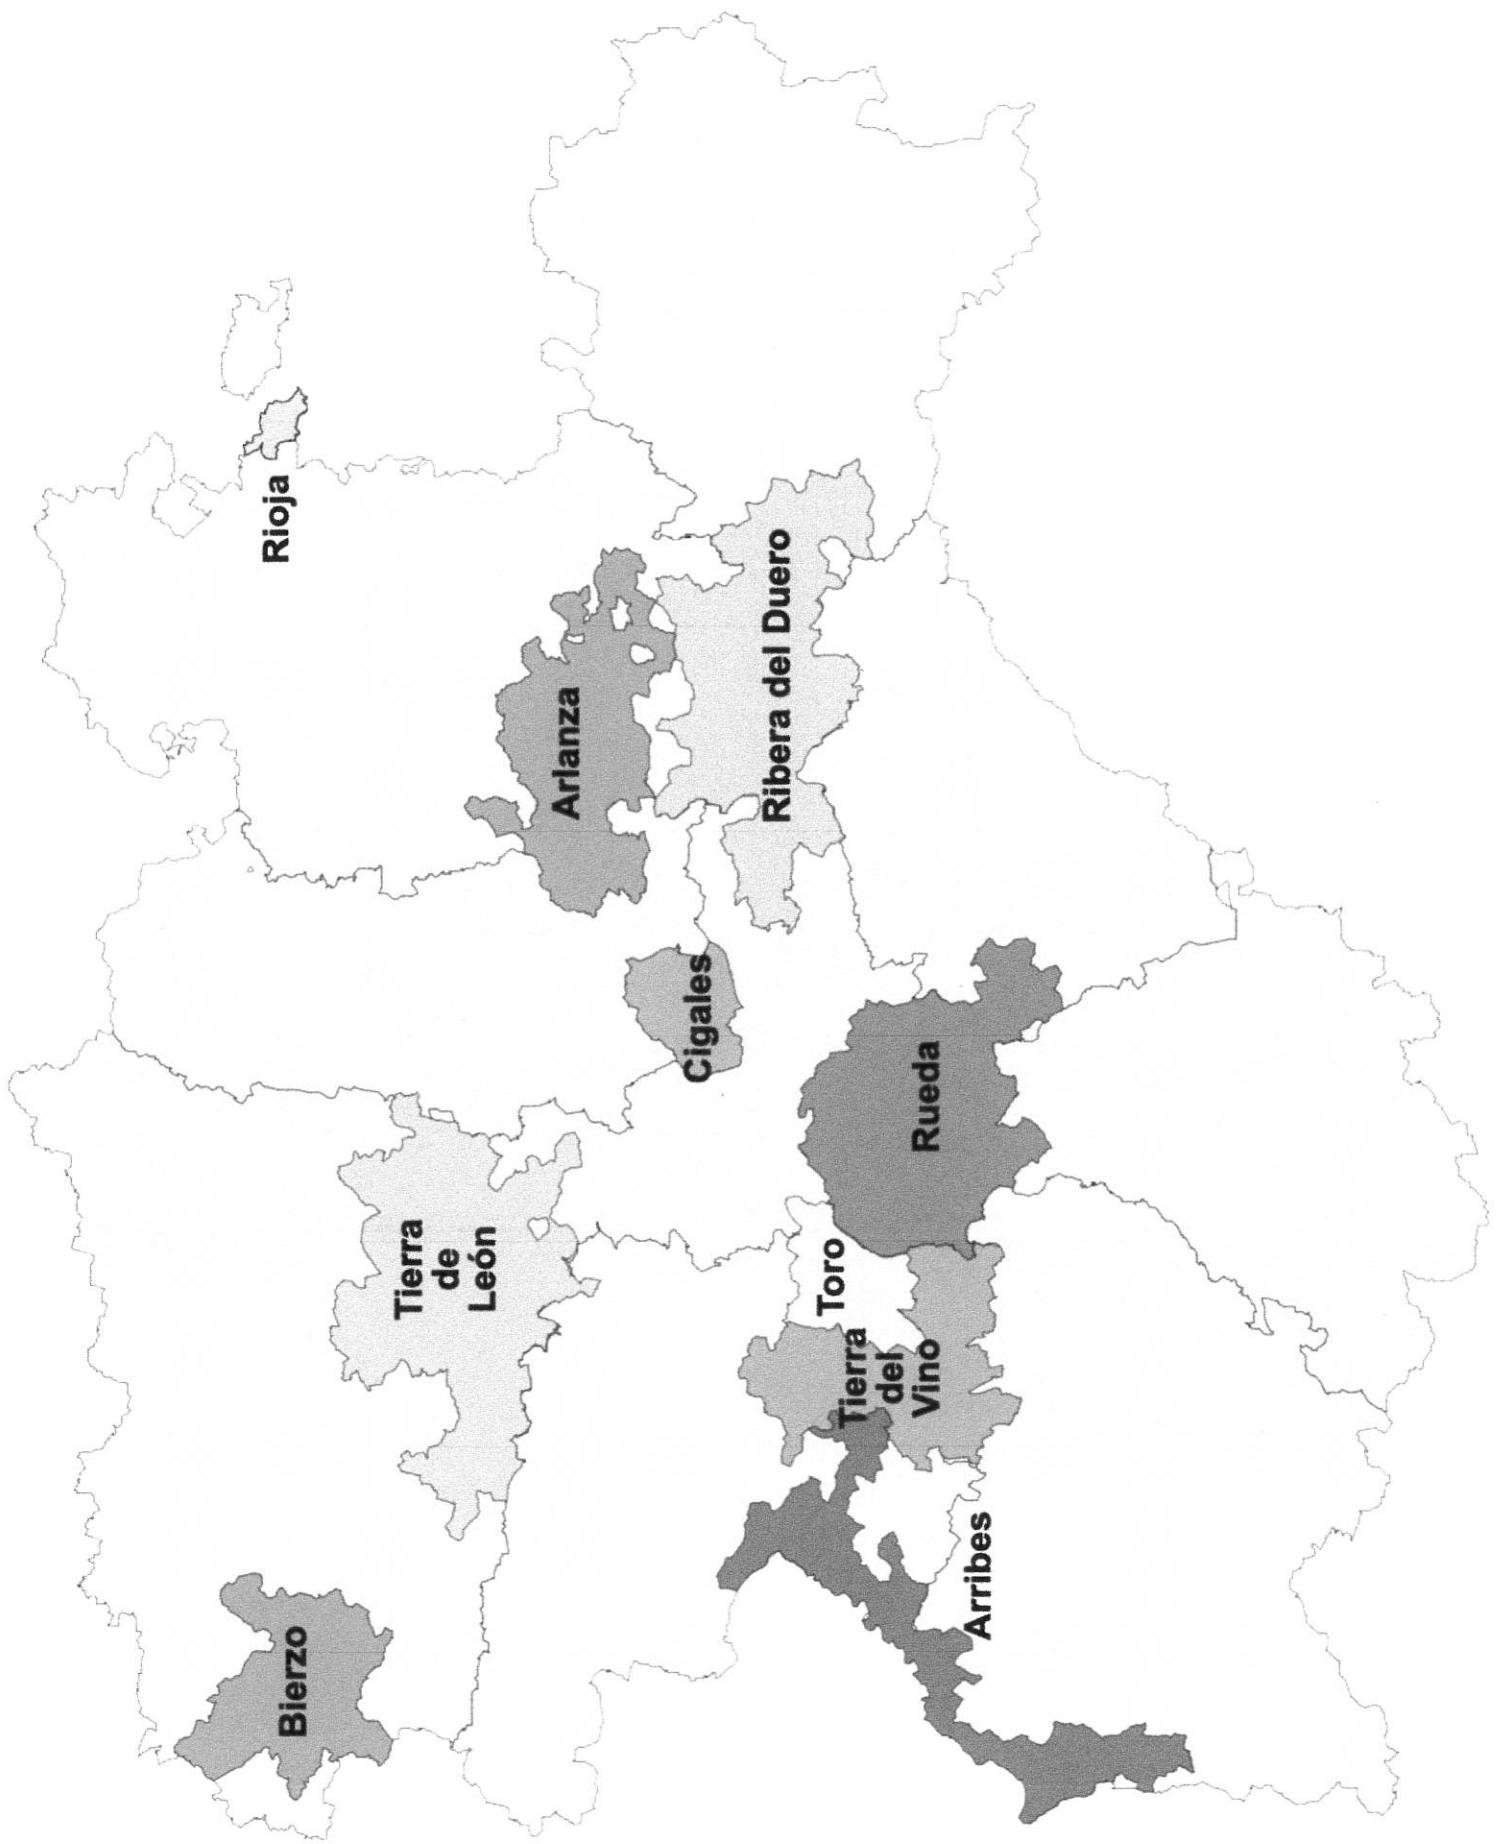 Bierzo
Tierra
de
León
Rioja
Arlanza
Cigales
Ribera del Duero
Toro
Tierra
del
Vino
Rueda
Arribes